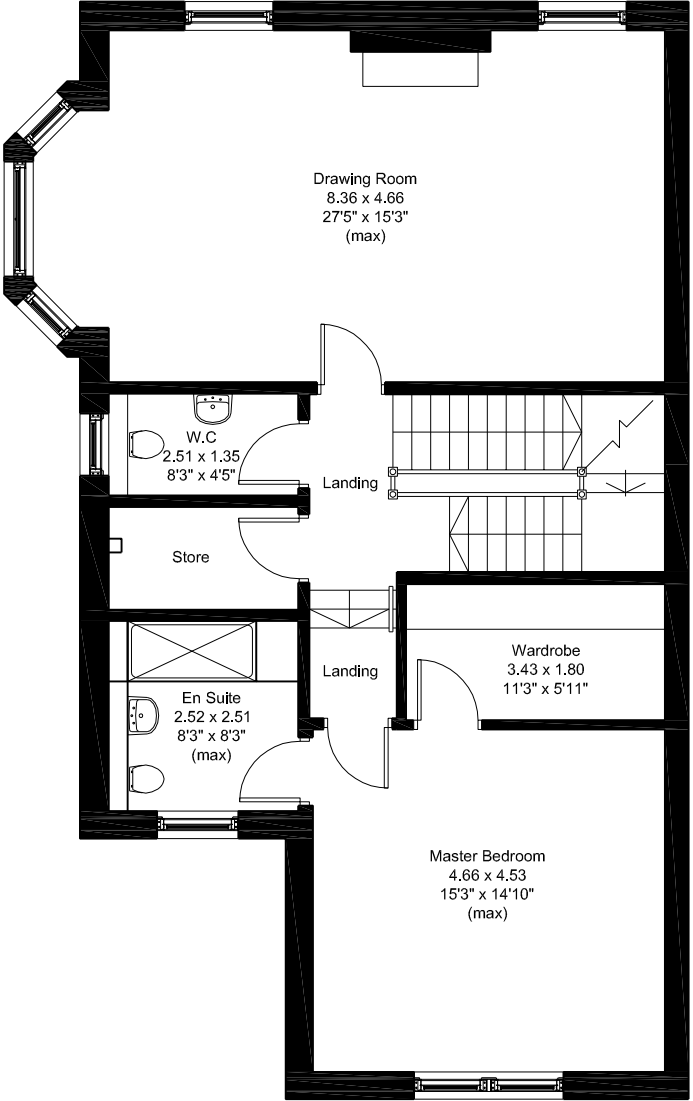 Drawing Room
8.36 x 4.66
27'5" x 15'3"
(max)
W.C
2.51 x 1.35
8'3" x 4'5"
Landing
Store
Landing
Wardrobe
3.43 x 1.80
11'3" x 5'11"
En Suite
2.52 x 2.51
8'3" x 8'3"
(max)
Master Bedroom
4.66 x 4.53
15'3" x 14'10"
(max)